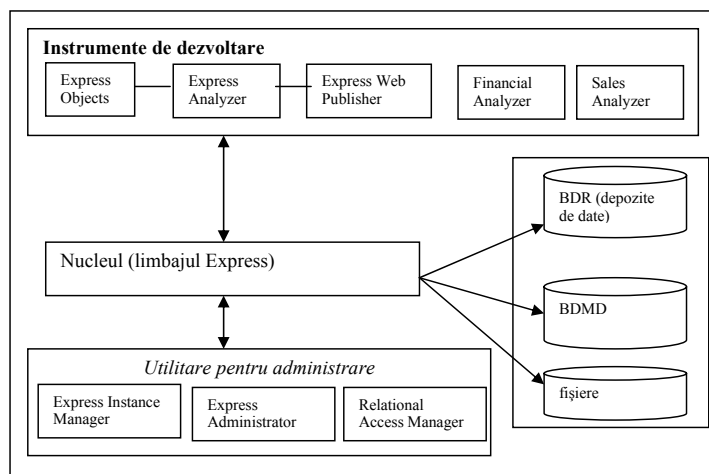 Instrumente de dezvoltare
Express
Objects
Express
Analyzer
Express Web
Publisher
Financial
Analyzer
Sales
Analyzer
BDR (depozite
de date)
Nucleul (limbajul Express)
BDMD
fişiere
Utilitare pentru administrare
Express Instance
Manager
Express
Administrator
Relational
Access Manager